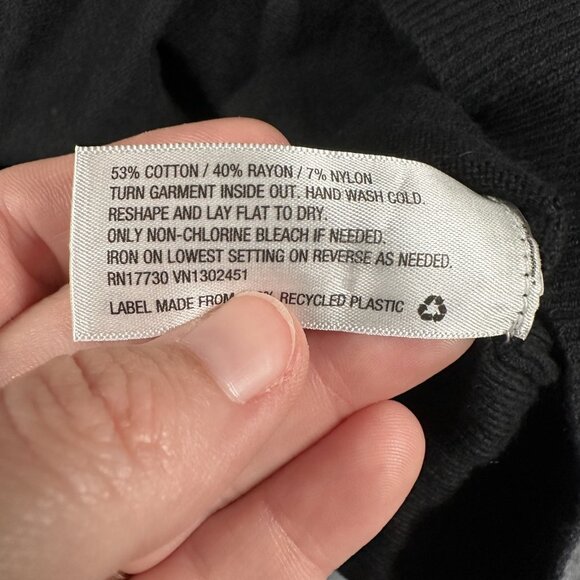 53% COTTON / 40% RAYON / 7% NYLON
TURN GARMENT INSIDE OUT. HAND WASH COLD.
RESHAPE AND LAY FLAT TO DRY.
ONLY NON-CHLORINE BLEACH IF NEEDED.
IRON ON LOWEST SETTING ON REVERSE AS NEEDED.
RN17730 VN1302451
LABEL MADE FROM RECYCLED PLASTIC